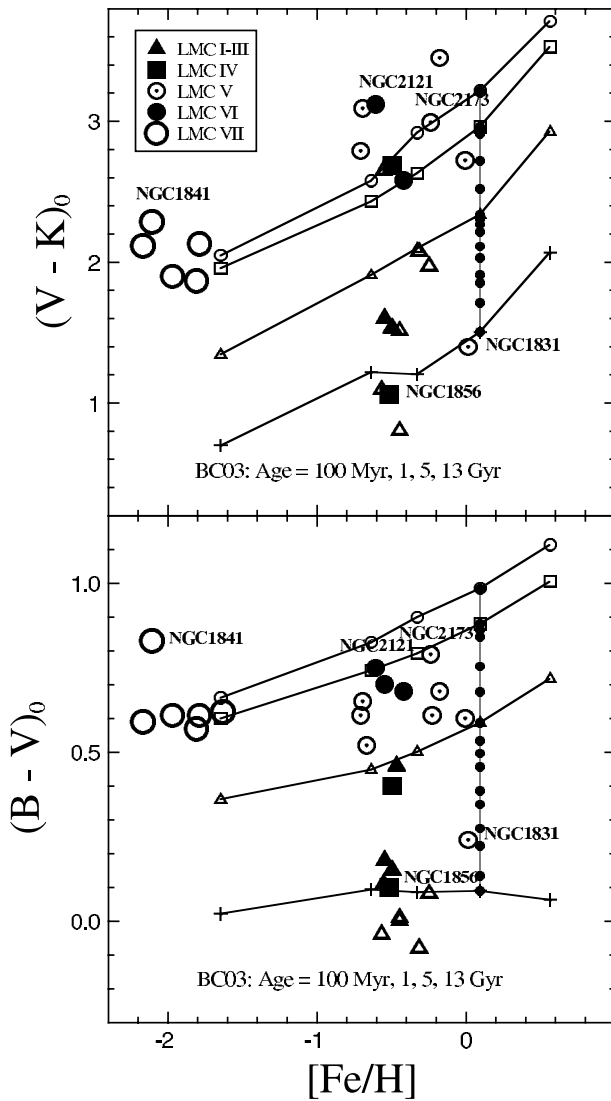 LMC I-III
LMC IV
LMC V
LMC VI
LMC VII
NGC2121
NGC2173
NGC1841
NGC1831
NGC1856
BC03: Age = 100 Myr, 1, 5, 13 Gyr
3
2
1
(V - K)0
NGC1841
NGC2173
NGC2121
NGC1831
NGC1856
BC03: Age = 100 Myr, 1, 5, 13 Gyr
1.0
0.5
0.0
(B - V)0
-2 -1 0
[Fe/H]